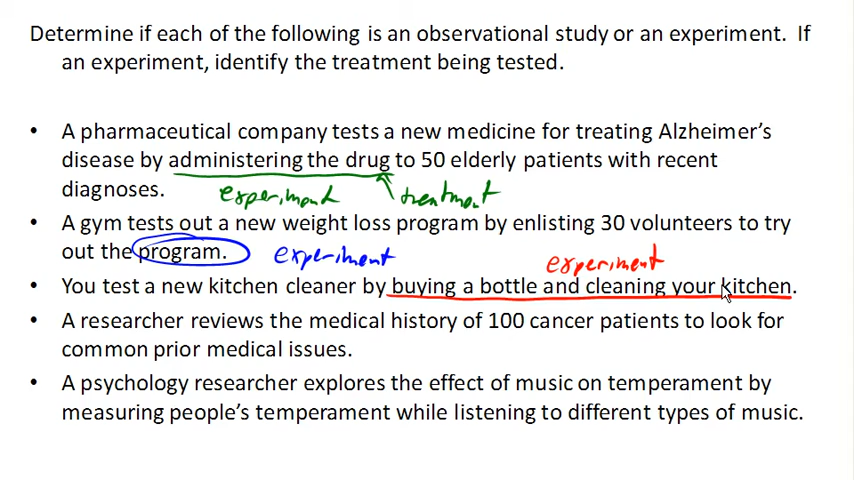 Determine if each of the following is an observational study or an experiment. If
an experiment, identify the treatment being tested.
• A pharmaceutical company tests a new medicine for treating Alzheimer's
disease by administering the drug to 50 elderly patients with recent
diagnoses. experiment treatment
• A gym tests out a new weight loss program by enlisting 30 volunteers to try
out the program. experiment experiment
• You test a new kitchen cleaner by buying a bottle and cleaning your kitchen.
• A researcher reviews the medical history of 100 cancer patients to look for
common prior medical issues.
• A psychology researcher explores the effect of music on temperament by
measuring people's temperament while listening to different types of music.